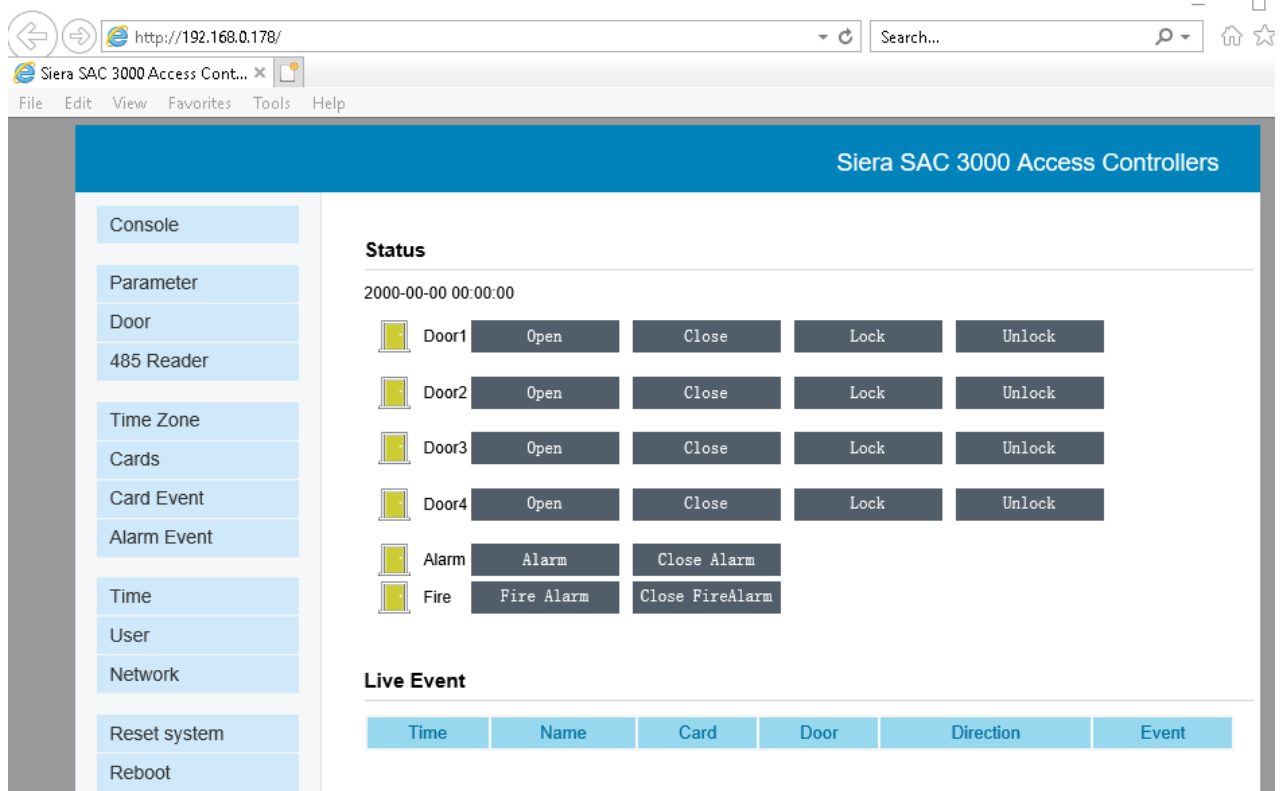 http://192.168.0.178/
Search...
Siera SAC 3000 Access Cont...
File Edit View Favorites Tools Help
Siera SAC 3000 Access Controllers
Console
Parameter
Door
485 Reader
Time Zone
Cards
Card Event
Alarm Event
Time
User
Network
Reset system
Reboot
Status
2000-00-00 00:00:00
Door1 Open Close Lock Unlock
Door2 Open Close Lock Unlock
Door3 Open Close Lock Unlock
Door4 Open Close Lock Unlock
Alarm Alarm Close Alarm
Fire Fire Alarm Close FireAlarm
Live Event
Time Name Card Door Direction Event